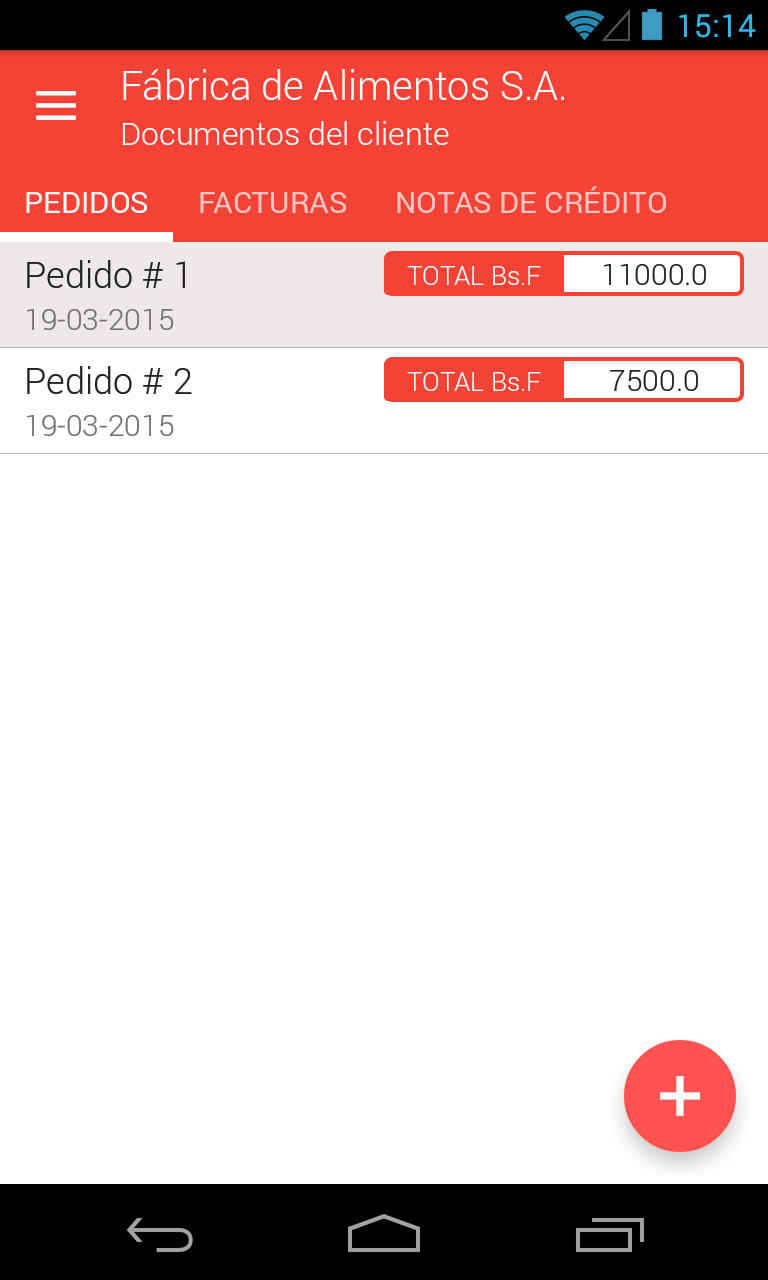 15:14
Fábrica de Alimentos S.A.
Documentos del cliente
PEDIDOS FACTURAS NOTAS DE CRÉDITO
Pedido # 1 TOTAL Bs.F 11000.0
19-03-2015
Pedido # 2 TOTAL Bs.F 7500.0
19-03-2015